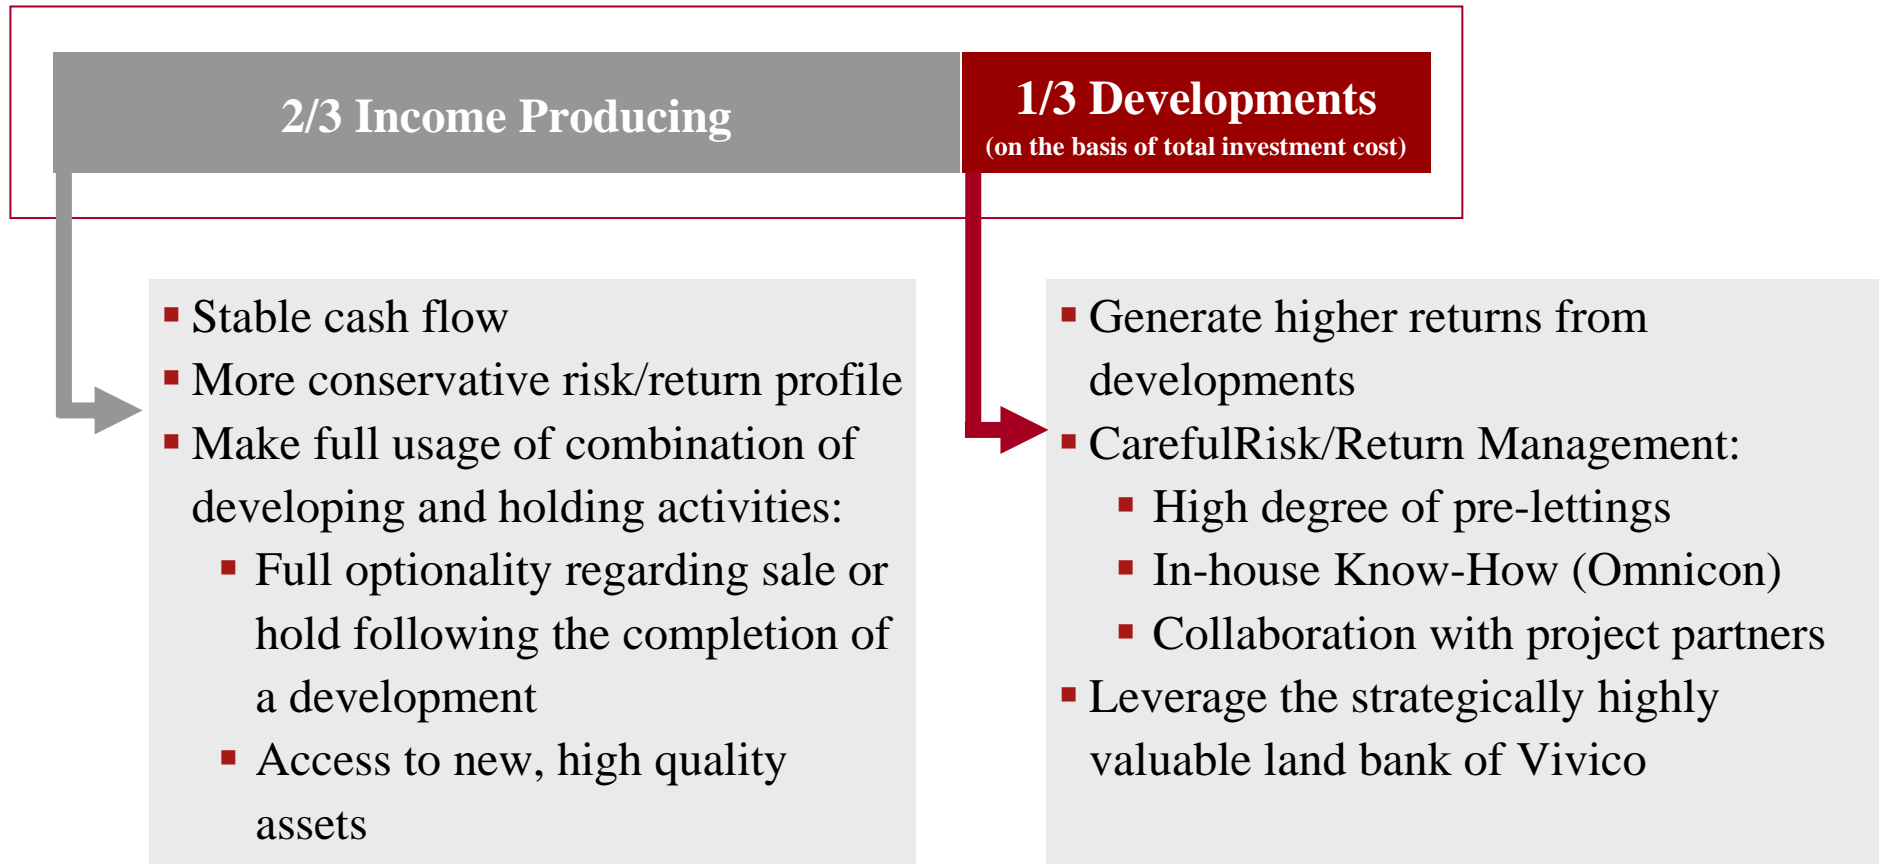 2/3 Income Producing
1/3 Developments
(on the basis of total investment cost)
▪ Stable cash flow
▪ More conservative risk/return profile
▪ Make full usage of combination of
developing and holding activities:
▪ Full optionality regarding sale or
hold following the completion of
a development
▪ Access to new, high quality
assets
▪ Generate higher returns from
developments
▪ CarefulRisk/Return Management:
▪ High degree of pre-lettings
▪ In-house Know-How (Omnicon)
▪ Collaboration with project partners
▪ Leverage the strategically highly
valuable land bank of Vivico